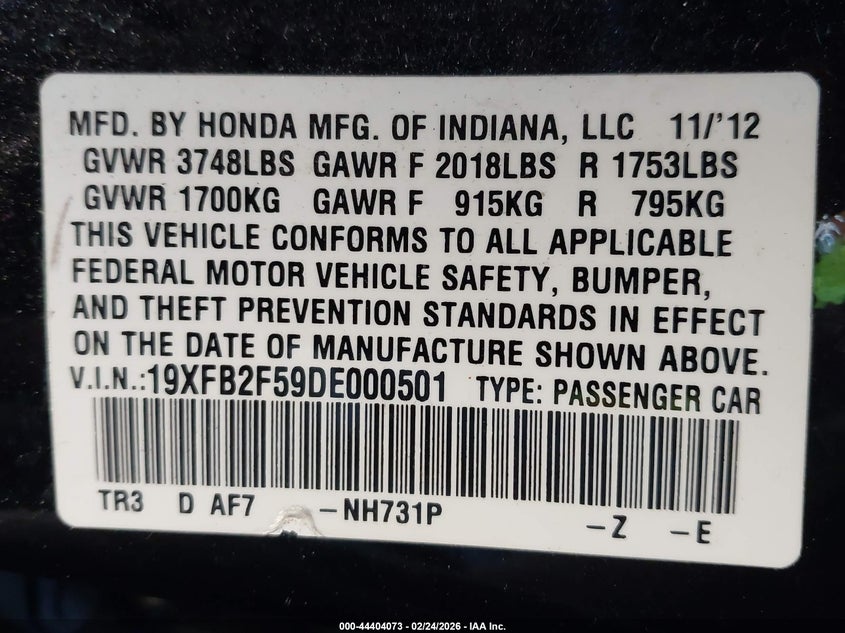 MFD. BY HONDA MFG. OF INDIANA, LLC 11/'12
GVWR 3748LBS GAWR F 2018LBS R 1753LBS
GVWR 1700KG GAWR F 915KG R 795KG
THIS VEHICLE CONFORMS TO ALL APPLICABLE
FEDERAL MOTOR VEHICLE SAFETY, BUMPER,
AND THEFT PREVENTION STANDARDS IN EFFECT
ON THE DATE OF MANUFACTURE SHOWN ABOVE.
V.I.N.:19XFB2F59DE000501 TYPE: PASSENGER CAR
TR3 D AF7 -NH731P -Z -E
000-44404073 - 02/24/2026 - IAA Inc.